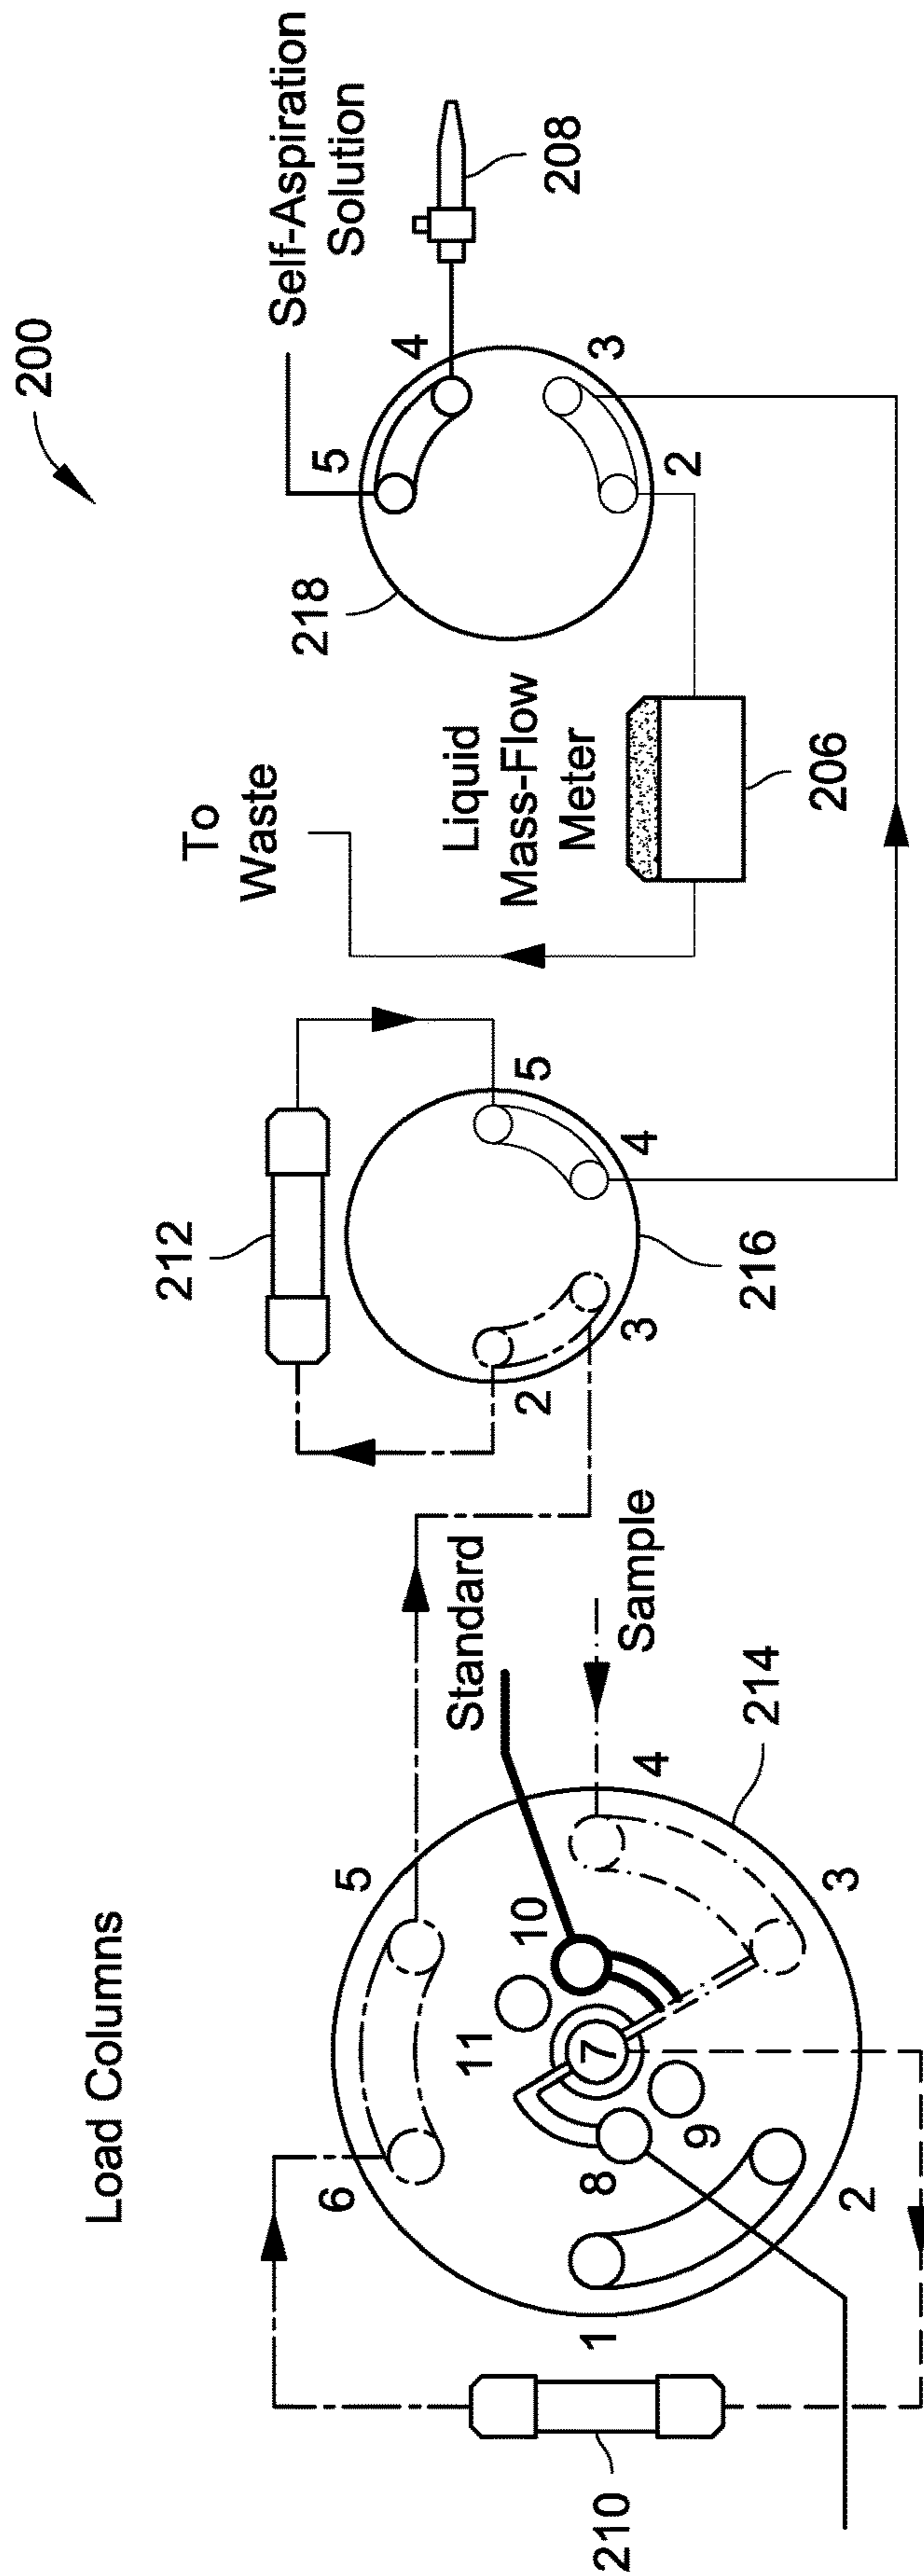 Load Columns
200
Self-Aspiration
Solution
To
Waste
5
4
3
2
218
208
Liquid
Mass-Flow
Meter
206
212
2
3
4
5
216
Standard
Sample
214
1
2
3
4
5
6
7
8
9
10
11
210